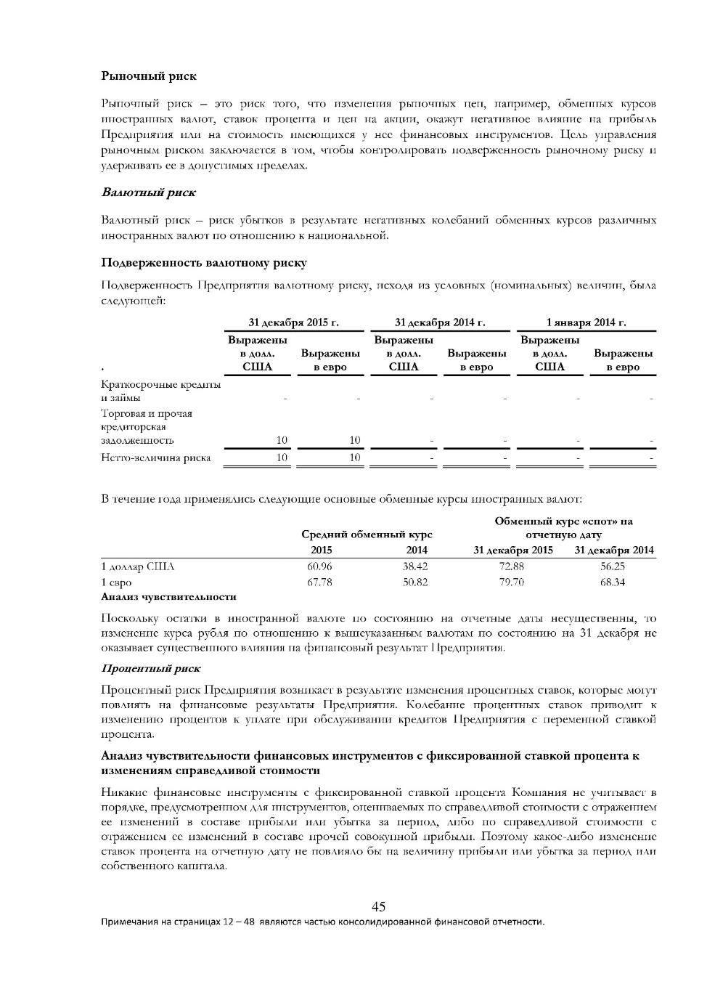 Рыночный риск
Рыночный риск – это риск того, что изменения рыночных цен, например, обменных курсов
иностранных валют, ставок процента и цен на акции, окажут негативное влияние на прибыль
Предприятия или на стоимость имеющихся у нее финансовых инструментов. Цель управления
рыночным риском заключается в том, чтобы контролировать подверженность рыночному риску и
удерживать ее в допустимых пределах.
Валютный риск
Валютный риск – риск убытков в результате негативных колебаний обменных курсов различных
иностранных валют по отношению к национальной.
Подверженность валютному риску
Подверженность Предприятия валютному риску, исходя из условных (номинальных) величин, была
следующей:
31 декабря 2015 г. 31 декабря 2014 г. 1 января 2014 г.
Выражены Выражены Выражены
в долл. Выражены в долл. Выражены в долл. Выражены
. США в евро США в евро США в евро
Краткосрочные кредиты
и займы - - - - - -
Торговая и прочая
кредиторская
задолженность 10 10 - - - -
Нетто-величина риска 10 10 - - - -
В течение года применялись следующие основные обменные курсы иностранных валют:
Обменный курс «спот» на
Средний обменный курс отчетную дату
2015 2014 31 декабря 2015 31 декабря 2014
1 доллар США 60.96 38.42 72.88 56.25
1 евро 67.78 50.82 79.70 68.34
Анализ чувствительности
Поскольку остатки в иностранной валюте по состоянию на отчетные даты несущественны, то
изменение курса рубля по отношению к вышеуказанным валютам по состоянию на 31 декабря не
оказывает существенного влияния на финансовый результат Предприятия.
Процентный риск
Процентный риск Предприятия возникает в результате изменения процентных ставок, которые могут
повлиять на финансовые результаты Предприятия. Колебание процентных ставок приводит к
изменению процентов к уплате при обслуживании кредитов Предприятия с переменной ставкой
процента.
Анализ чувствительности финансовых инструментов с фиксированной ставкой процента к
изменениям справедливой стоимости
Никакие финансовые инструменты с фиксированной ставкой процента Компания не учитывает в
порядке, предусмотренном для инструментов, оцениваемых по справедливой стоимости с отражением
ее изменений в составе прибыли или убытка за период, либо по справедливой стоимости с
отражением ее изменений в составе прочей совокупной прибыли. Поэтому какое-либо изменение
ставок процента на отчетную дату не повлияло бы на величину прибыли или убытка за период или
собственного капитала.
45
Примечания на страницах 12 – 48 являются частью консолидированной финансовой отчетности.